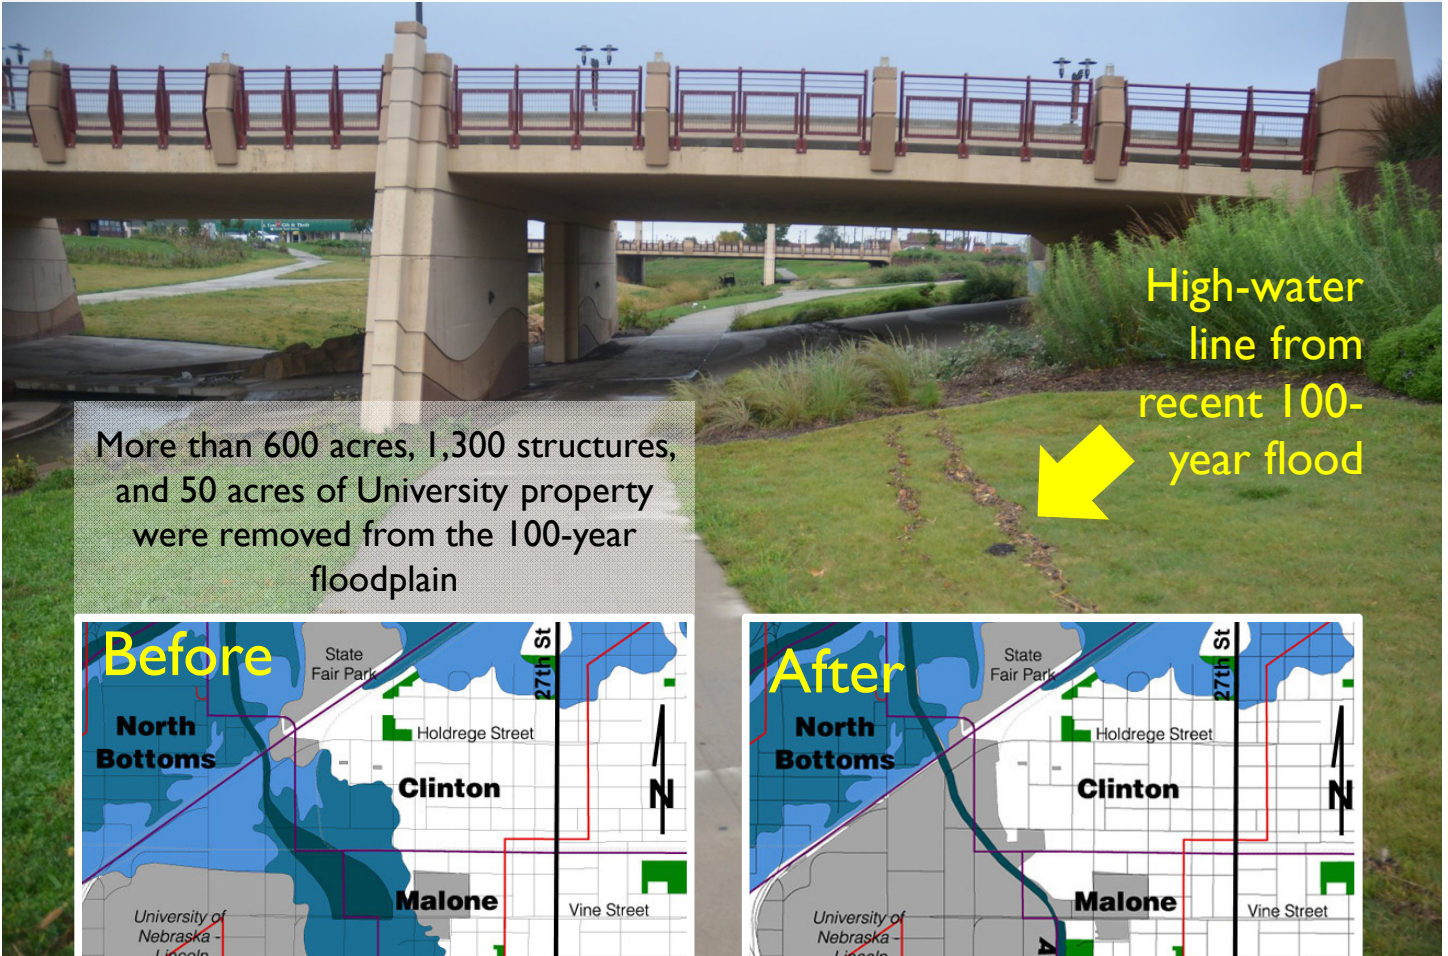 High-water
line from
recent 100-
year flood
More than 600 acres, 1,300 structures,
and 50 acres of University property
were removed from the 100-year
floodplain
Before
State
Fair Park
27th St
North
Bottoms
Holdrege Street
Clinton
N
Malone
Vine Street
University of
Nebraska -
Lincoln
After
State
Fair Park
27th St
North
Bottoms
Holdrege Street
Clinton
N
Malone
Vine Street
University of
Nebraska -
Lincoln
A